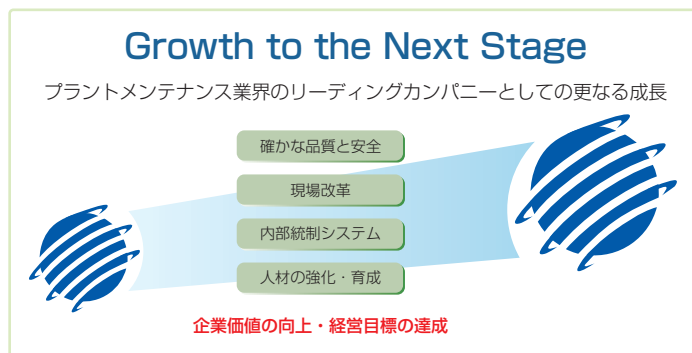 Growth to the Next Stage
プラントメンテナンス業界のリーディングカンパニーとしての更なる成長
確かな品質と安全
現場改革
内部統制システム
人材の強化・育成
企業価値の向上・経営目標の達成